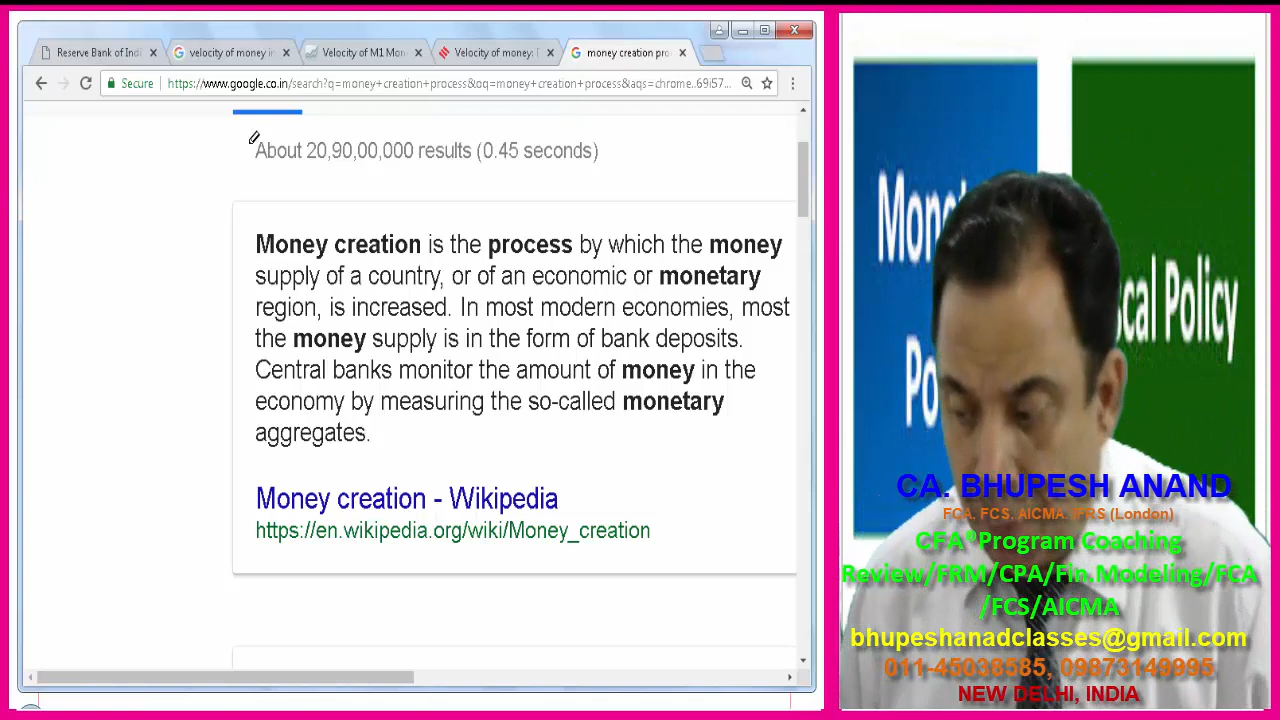 Reserve Bank of Indi
velocity of money in
Velocity of M1 Mon
Velocity of money:
money creation pro
Secure
https://www.google.co.in/search?q=money+creation+process&oq=money+creation+process&aqs=chrome..69i57...
About 20,90,00,000 results (0.45 seconds)
Money creation is the process by which the money
supply of a country, or of an economic or monetary
region, is increased. In most modern economies, most
the money supply is in the form of bank deposits.
Central banks monitor the amount of money in the
economy by measuring the so-called monetary
aggregates.
Money creation - Wikipedia
https://en.wikipedia.org/wiki/Money_creation
Mone
Po
scal Policy
CA. BHUPESH ANAND
FCA, FCS, AICMA, IFRS (London)
CFA®Program Coaching
Review/FRM/CPA/Fin.Modeling/FCA
/FCS/AICMA
bhupeshanadclasses@gmail.com
011-45038585, 09873149995
NEW DELHI, INDIA